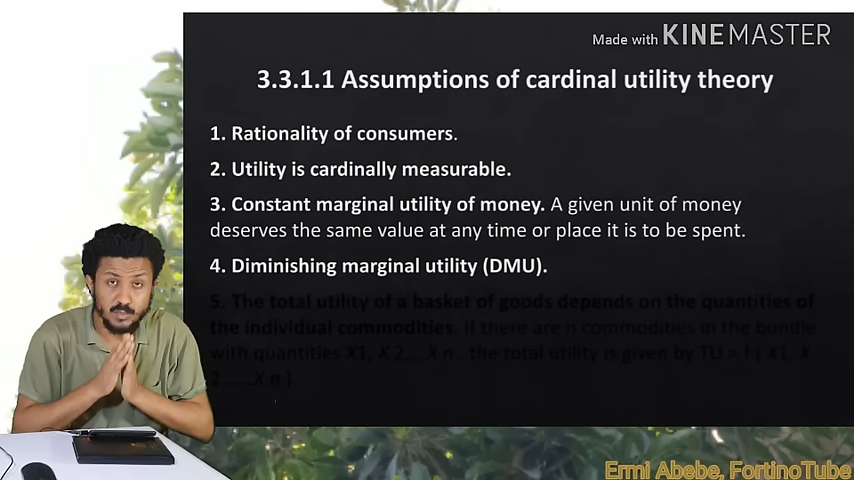 Made with KINEMASTER
3.3.1.1 Assumptions of cardinal utility theory
1. Rationality of consumers.
2. Utility is cardinally measurable.
3. Constant marginal utility of money. A given unit of money
deserves the same value at any time or place it is to be spent.
4. Diminishing marginal utility (DMU).
5. The total utility of a basket of goods depends on the quantities of
the individual commodities. If there are n commodities in the bundle
with quantities X1, X 2,...X n , the total utility is given by TU = f ( X1, X
2,....X n ).
Ermi Abebe, FortinoTube